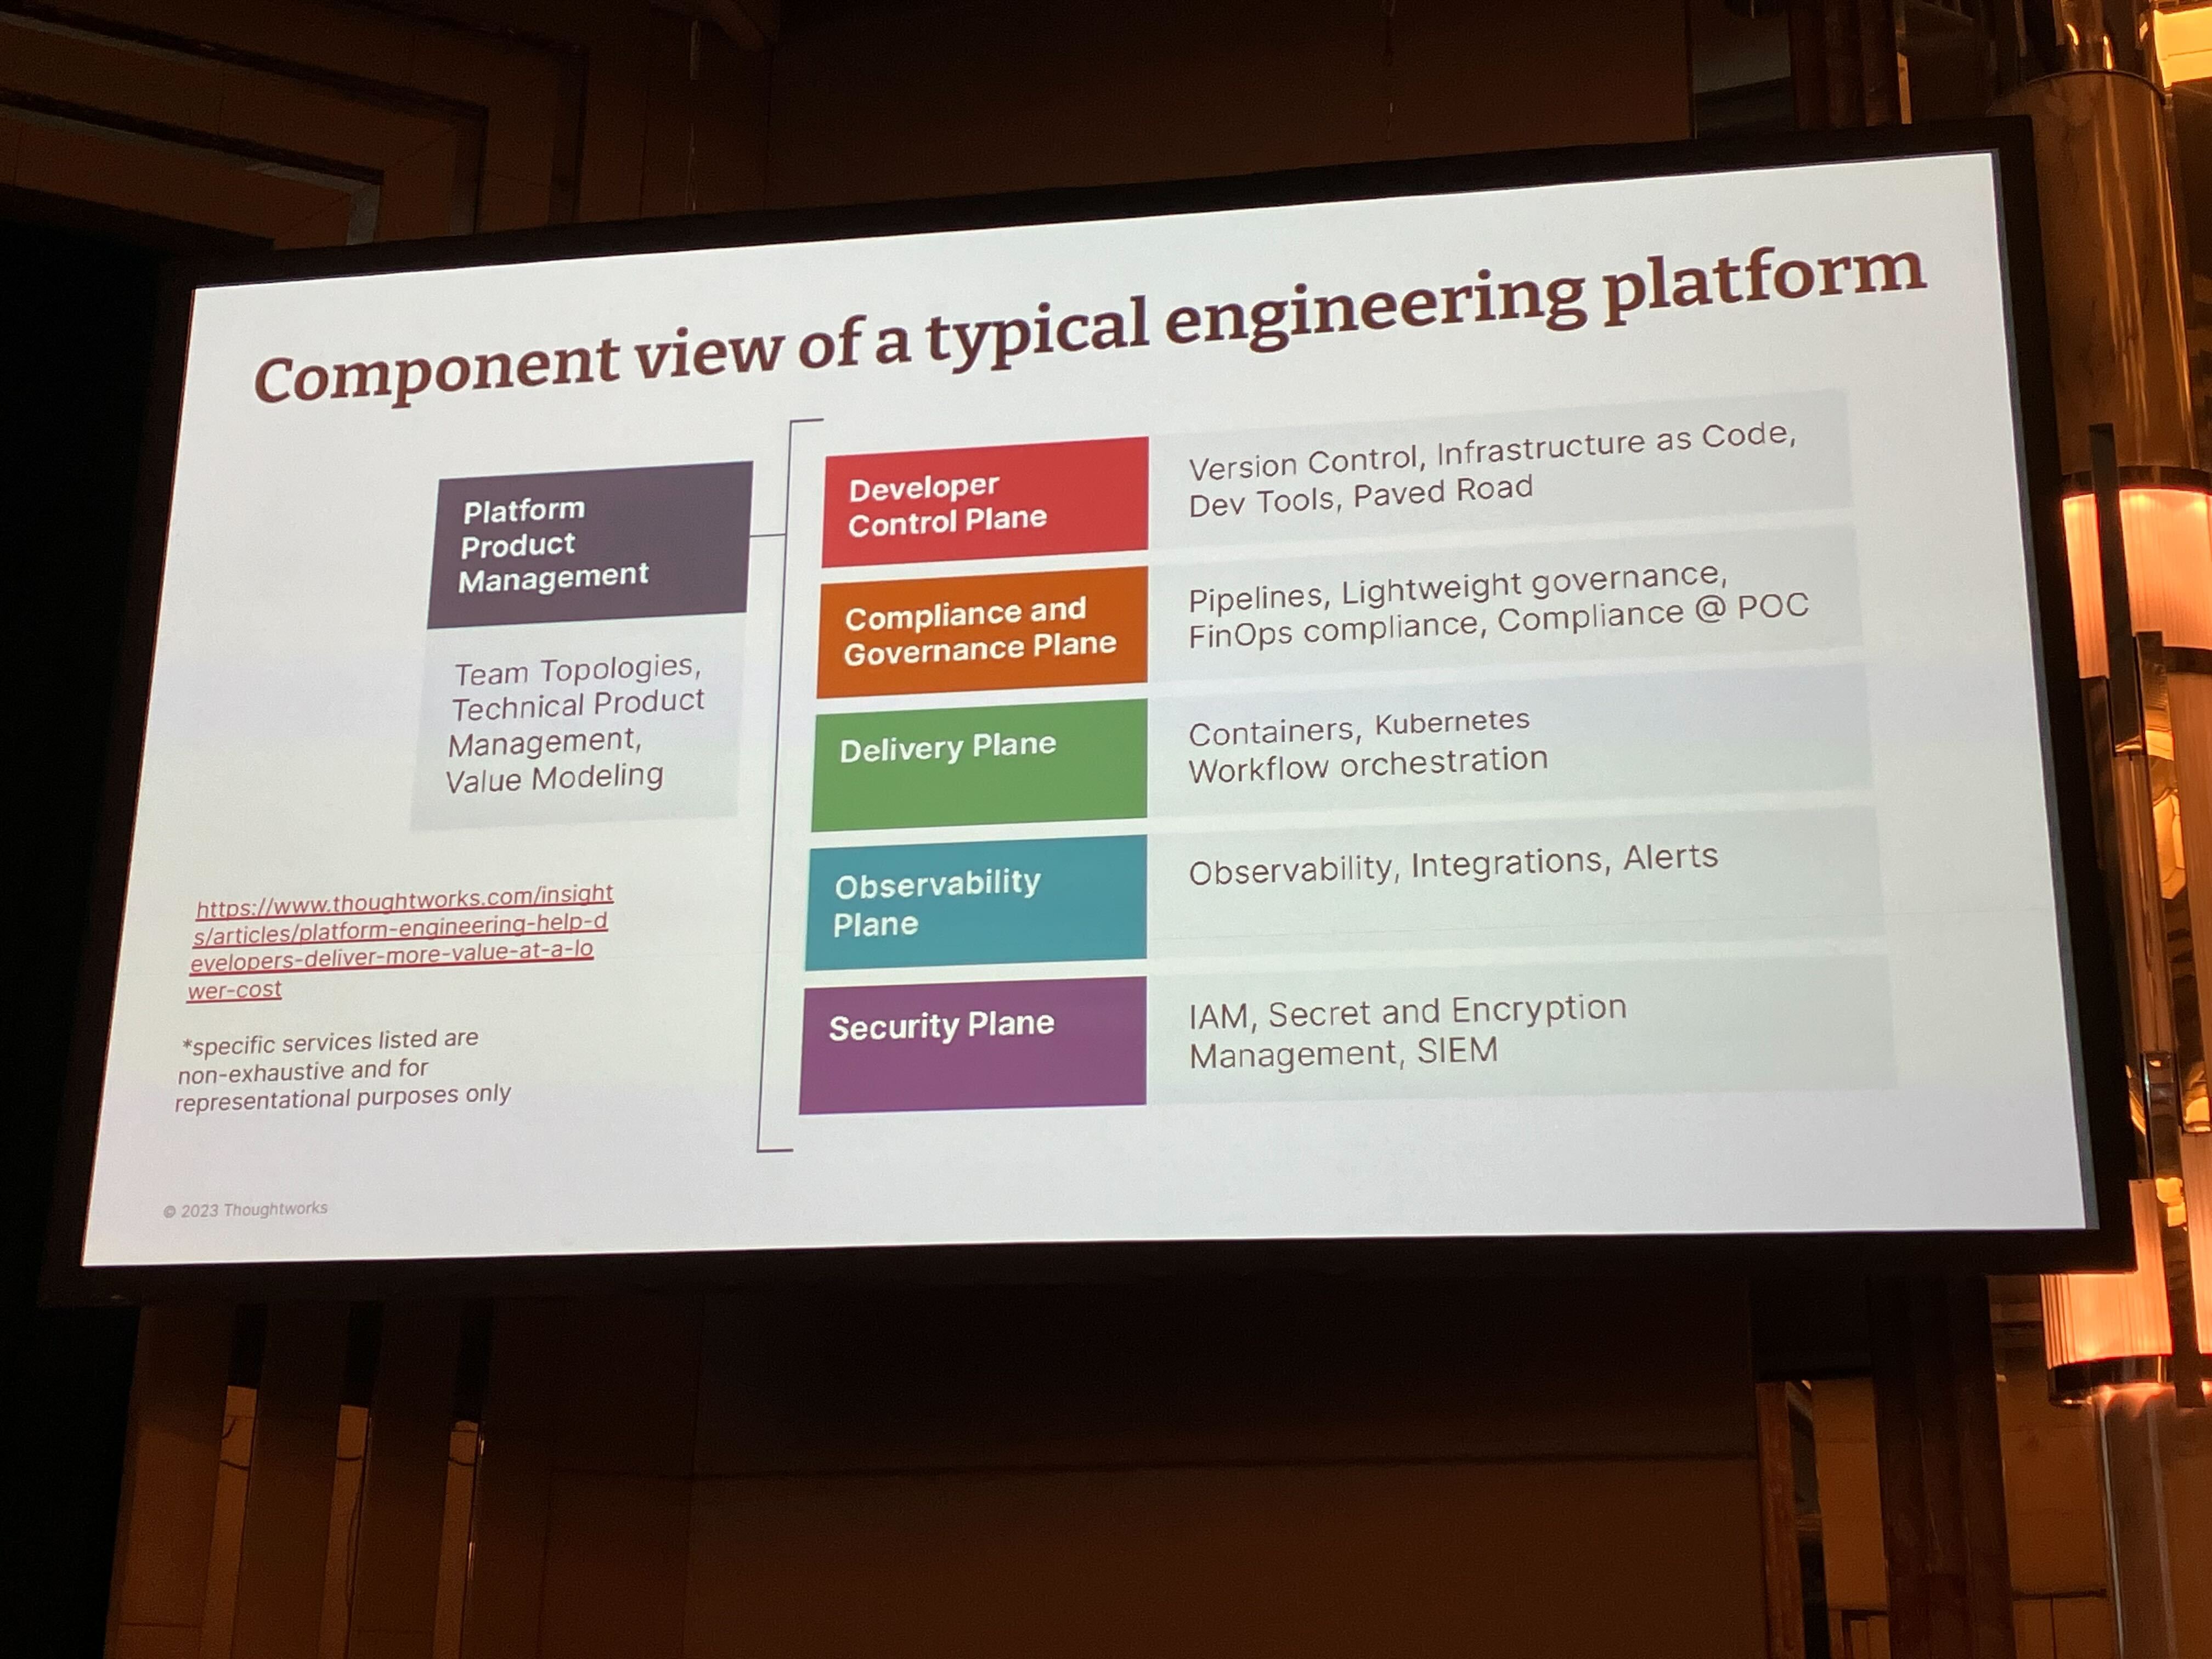 Component view of a typical engineering platform
Platform
Product
Management
Team Topologies,
Technical Product
Management,
Value Modeling
https://www.thoughtworks.com/insight
s/articles/platform-engineering-help-d
evelopers-deliver-more-value-at-a-lo
wer-cost
*specific services listed are
non-exhaustive and for
representational purposes only
Developer
Control Plane
Version Control, Infrastructure as Code,
Dev Tools, Paved Road
Compliance and
Governance Plane
Pipelines, Lightweight governance,
FinOps compliance, Compliance @ POC
Delivery Plane
Containers, Kubernetes
Workflow orchestration
Observability
Plane
Observability, Integrations, Alerts
Security Plane
IAM, Secret and Encryption
Management, SIEM
© 2023 Thoughtworks